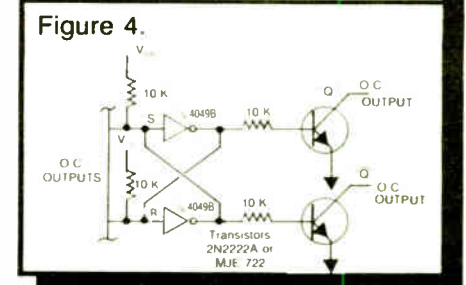 Figure 4.
V
10 K
S
4049B
10 K
Q
O C
OUTPUT
V
O C
OUTPUTS
10 K
R
4049B
10 K
Q
O C
OUTPUT
Transistors
2N2222A or
MJE 722